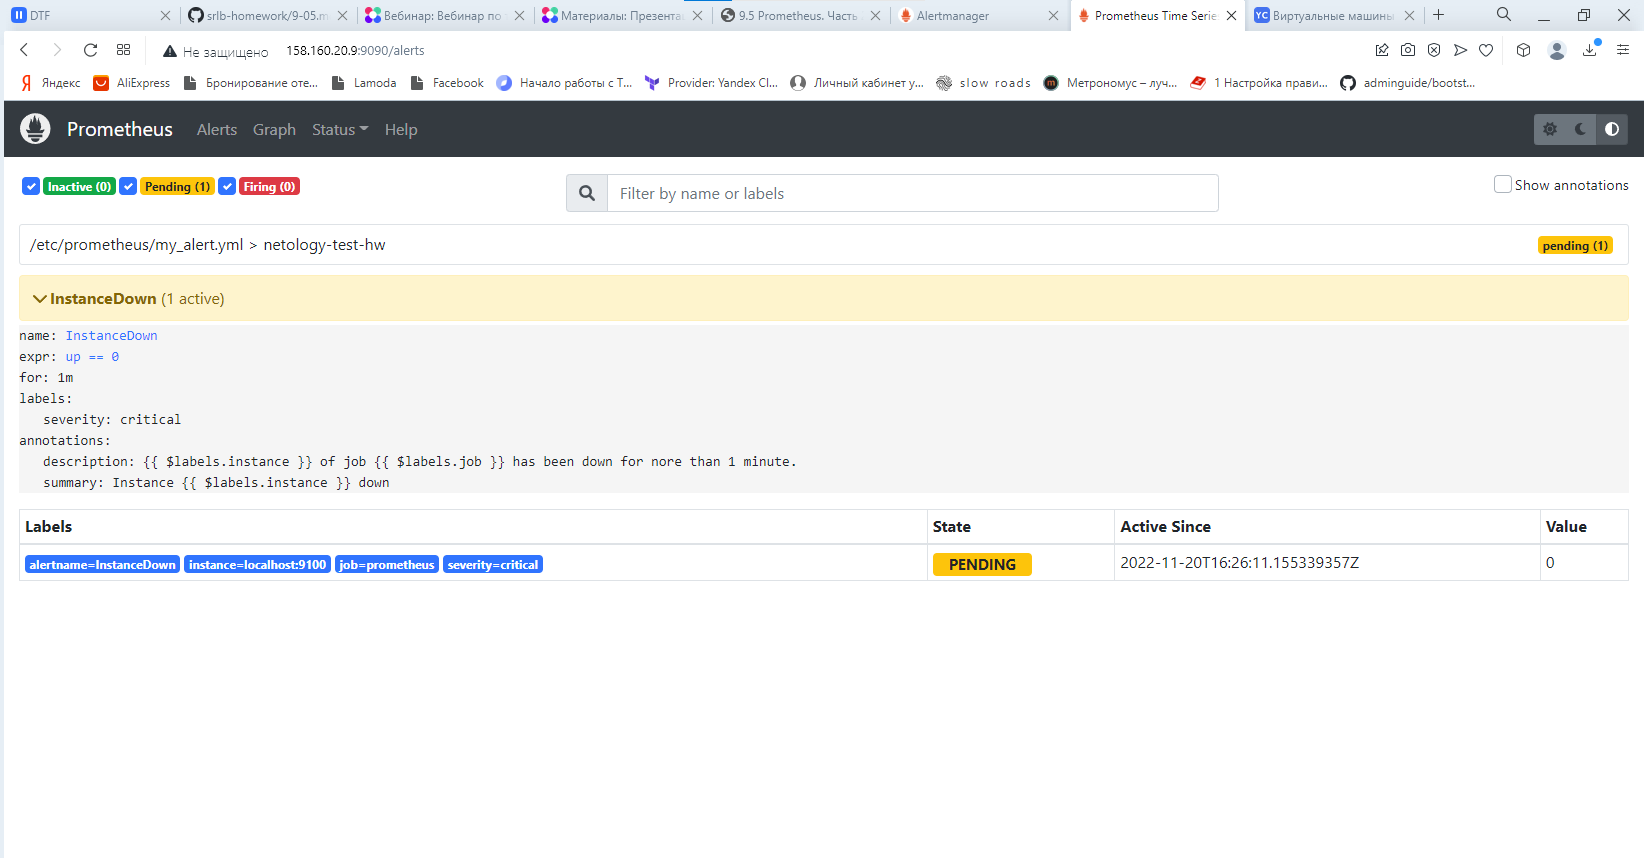 DTF
srlb-homework/9-05.m
Вебинар: Вебинар по
Материалы: Презента
9.5 Prometheus. Часть
Alertmanager
Prometheus Time Serie
YC Виртуальные машины
Не защищено 158.160.20.9:9090/alerts
Яндекс AliExpress Бронирование оте... Lamoda Facebook Начало работы с T... Provider: Yandex Cl... Личный кабинет у... slow roads Метрономус – луч... 1 Настройка прави... adminguide/bootst...
Prometheus Alerts Graph Status Help
Inactive (0) Pending (1) Firing (0) Filter by name or labels Show annotations
/etc/prometheus/my_alert.yml > netology-test-hw pending (1)
InstanceDown (1 active)
name: InstanceDown
expr: up == 0
for: 1m
labels:
severity: critical
annotations:
description: {{ $labels.instance }} of job {{ $labels.job }} has been down for nore than 1 minute.
summary: Instance {{ $labels.instance }} down
Labels State Active Since Value
alertname=InstanceDown instance=localhost:9100 job=prometheus severity=critical PENDING 2022-11-20T16:26:11.155339357Z 0